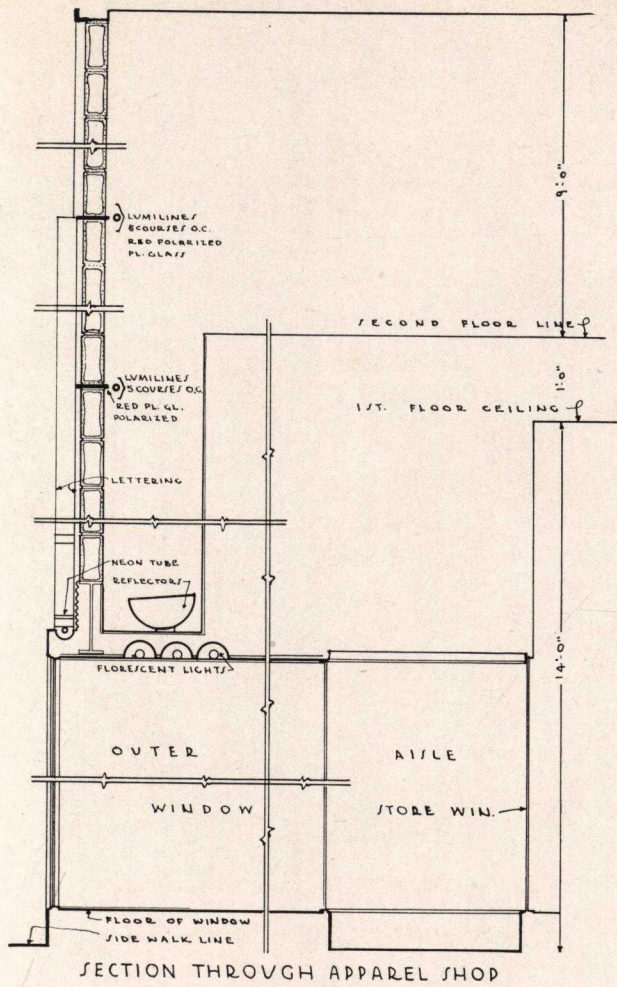 9'-0"
LUMILINES
8 COURSES O.C.
RED POLARIZED
PL. GLASS
SECOND FLOOR LINE
1'-0"
LUMILINES
5 COURSES O.C.
RED PL. GL.
POLARIZED
1ST. FLOOR CEILING
LETTERING
NEON TUBE
REFLECTORS
FLORESCENT LIGHTS
14'-0"
OUTER
WINDOW
AISLE
STORE WIN.
FLOOR OF WINDOW
SIDE WALK LINE
SECTION THROUGH APPAREL SHOP